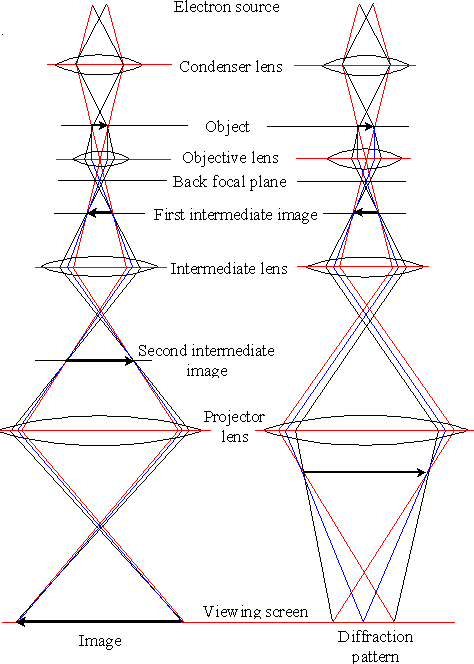 Electron source
Condenser lens
Object
Objective lens
Back focal plane
First intermediate image
Intermediate lens
Second intermediate
image
Projector
lens
Viewing screen
Image
Diffraction
pattern